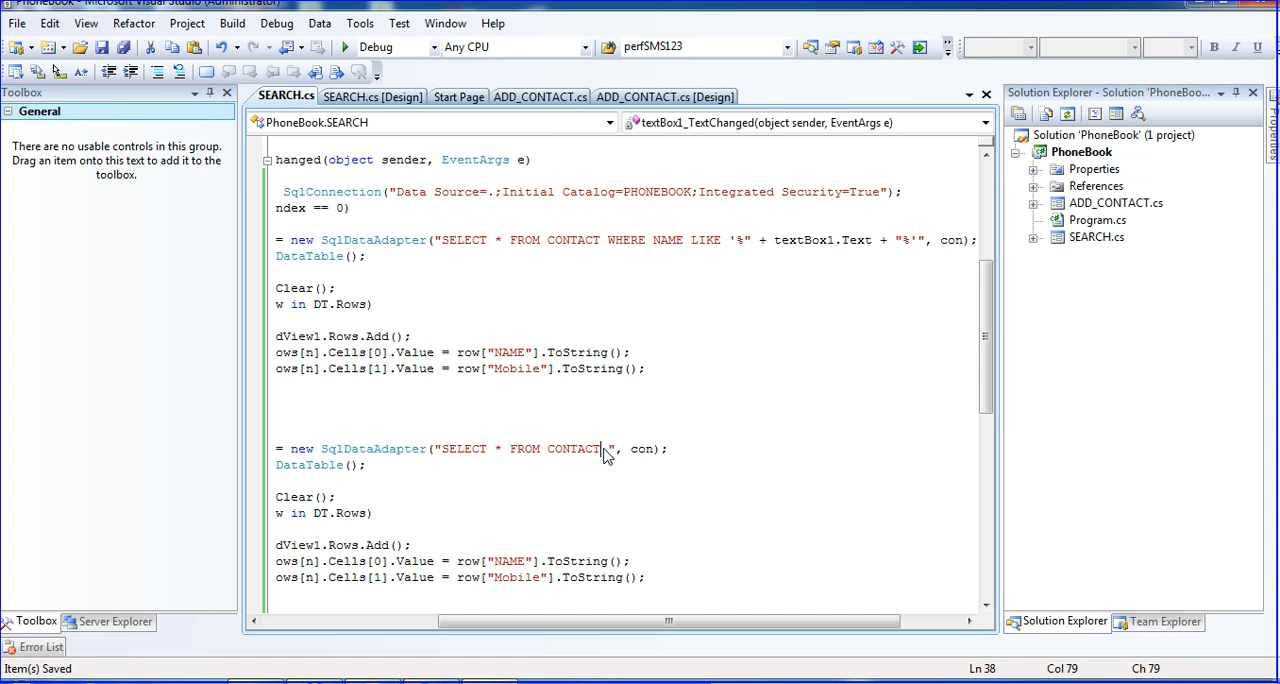 PhoneBook - Microsoft Visual Studio (Administrator)
File Edit View Refactor Project Build Debug Data Tools Test Window Help
Debug Any CPU perfSMS123 B I U
Toolbox
General
There are no usable controls in this group.
Drag an item onto this text to add it to the
toolbox.
Toolbox Server Explorer
Error List
SEARCH.cs SEARCH.cs [Design] Start Page ADD_CONTACT.cs ADD_CONTACT.cs [Design]
PhoneBook.SEARCH textBox1_TextChanged(object sender, EventArgs e)
hanged(object sender, EventArgs e)
SqlConnection("Data Source=.;Initial Catalog=PHONEBOOK;Integrated Security=True");
ndex == 0)
= new SqlDataAdapter("SELECT * FROM CONTACT WHERE NAME LIKE '%" + textBox1.Text + "%'", con);
DataTable();
Clear();
w in DT.Rows)
dView1.Rows.Add();
ows[n].Cells[0].Value = row["NAME"].ToString();
ows[n].Cells[1].Value = row["Mobile"].ToString();
= new SqlDataAdapter("SELECT * FROM CONTACT ", con);
DataTable();
Clear();
w in DT.Rows)
dView1.Rows.Add();
ows[n].Cells[0].Value = row["NAME"].ToString();
ows[n].Cells[1].Value = row["Mobile"].ToString();
Solution Explorer - Solution 'PhoneBoo...
Solution 'PhoneBook' (1 project)
PhoneBook
Properties
References
ADD_CONTACT.cs
Program.cs
SEARCH.cs
Solution Explorer Team Explorer
Properties
Item(s) Saved Ln 38 Col 79 Ch 79